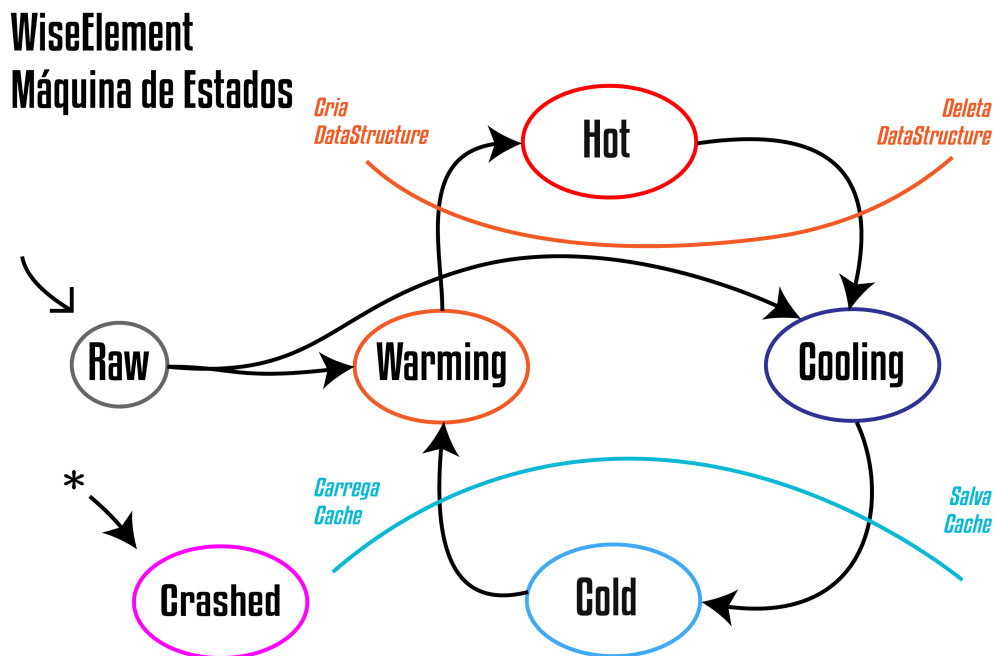 WiseElement
Máquina de Estados
Cria
DataStructure
Deleta
DataStructure
Hot
Raw
Warming
Cooling
*
Carrega
Cache
Salva
Cache
Crashed
Cold